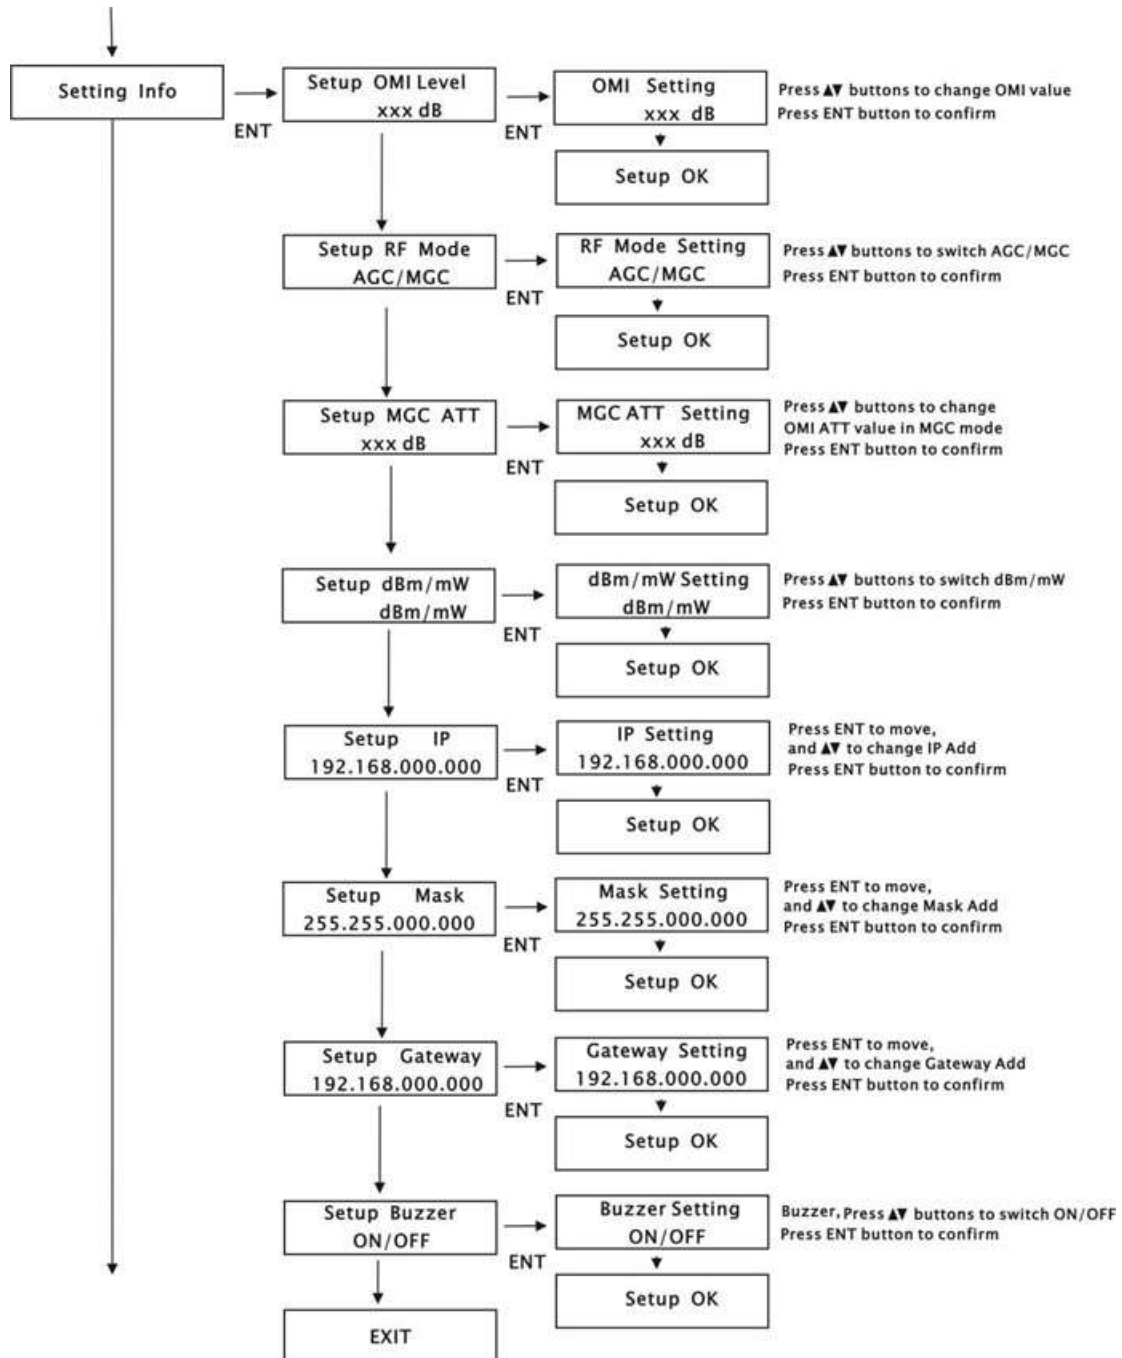 Setting Info
ENT
Setup OMI Level
xxx dB
ENT
OMI Setting
xxx dB
Press ▲▼ buttons to change OMI value
Press ENT button to confirm
Setup OK
Setup RF Mode
AGC/MGC
ENT
RF Mode Setting
AGC/MGC
Press ▲▼ buttons to switch AGC/MGC
Press ENT button to confirm
Setup OK
Setup MGC ATT
xxx dB
ENT
MGC ATT Setting
xxx dB
Press ▲▼ buttons to change
OMI ATT value in MGC mode
Press ENT button to confirm
Setup OK
Setup dBm/mW
dBm/mW
ENT
dBm/mW Setting
dBm/mW
Press ▲▼ buttons to switch dBm/mW
Press ENT button to confirm
Setup OK
Setup IP
192.168.000.000
ENT
IP Setting
192.168.000.000
Press ENT to move,
and ▲▼ to change IP Add
Press ENT button to confirm
Setup OK
Setup Mask
255.255.000.000
ENT
Mask Setting
255.255.000.000
Press ENT to move,
and ▲▼ to change Mask Add
Press ENT button to confirm
Setup OK
Setup Gateway
192.168.000.000
ENT
Gateway Setting
192.168.000.000
Press ENT to move,
and ▲▼ to change Gateway Add
Press ENT button to confirm
Setup OK
Setup Buzzer
ON/OFF
ENT
Buzzer Setting
ON/OFF
Buzzer, Press ▲▼ buttons to switch ON/OFF
Press ENT button to confirm
Setup OK
EXIT